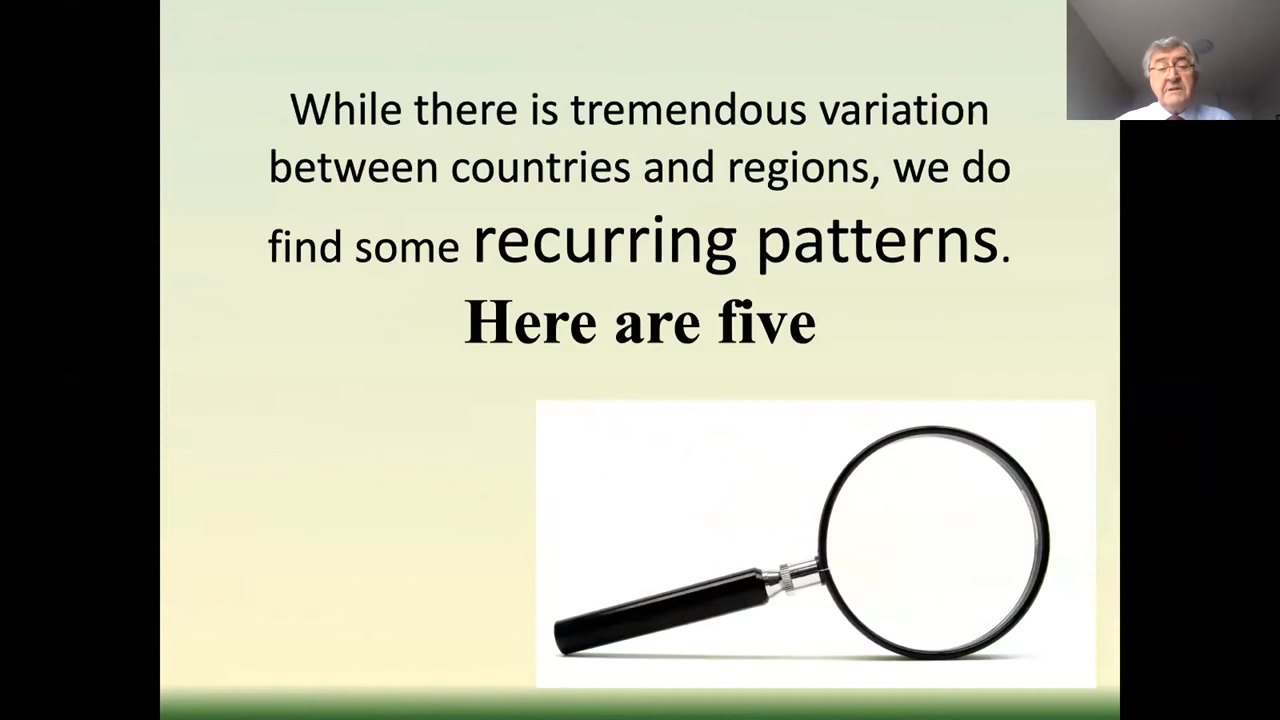 While there is tremendous variation
between countries and regions, we do
find some recurring patterns.
Here are five